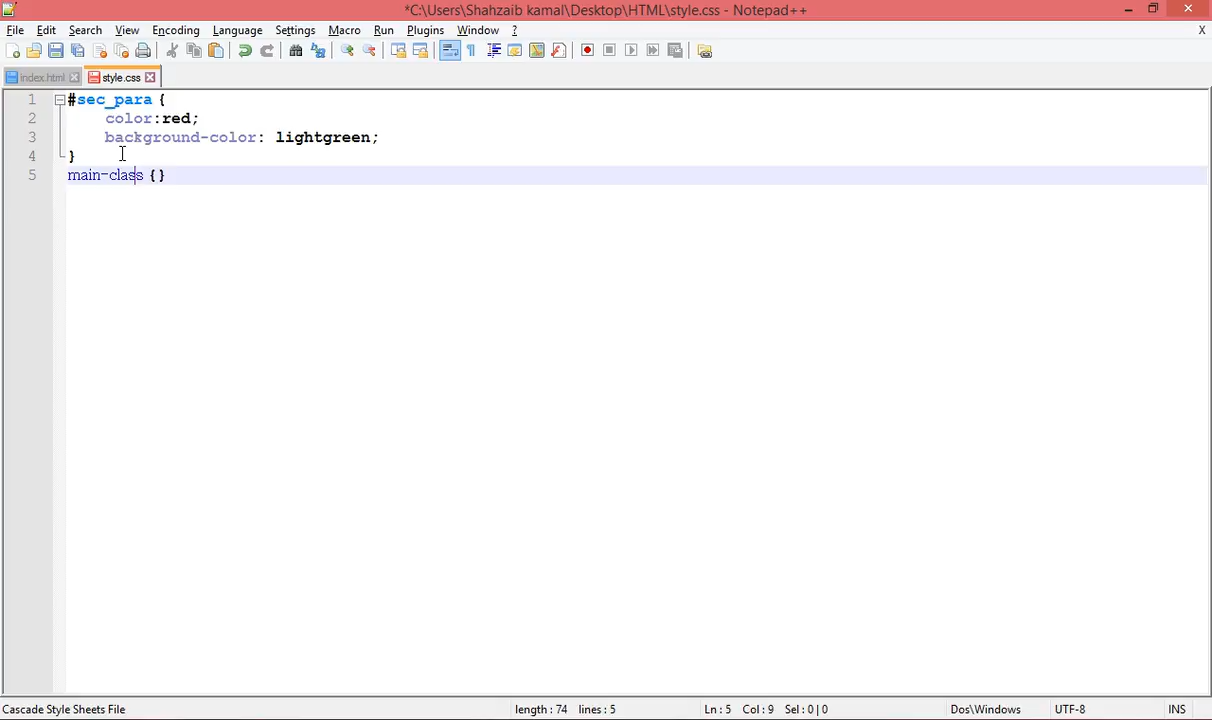 *C:\Users\Shahzaib kamal\Desktop\HTML\style.css - Notepad++
File Edit Search View Encoding Language Settings Macro Run Plugins Window ? X
index.html style.css
1 #sec_para {
2 color:red;
3 background-color: lightgreen;
4 }
5 main-class {}
Cascade Style Sheets File length : 74 lines : 5 Ln : 5 Col : 9 Sel : 0 | 0 Dos\Windows UTF-8 INS